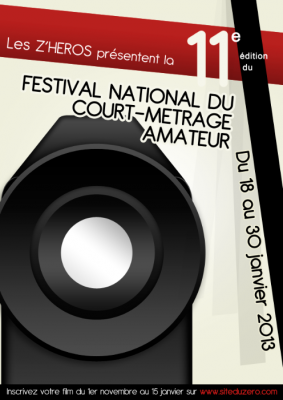 Les Z'HEROS présentent la
11e
édition
du
FESTIVAL NATIONAL DU
COURT-METRAGE
AMATEUR
Du 18 au 30 janvier 2013
Inscrivez votre film du 1er novembre au 15 janvier sur www.siteduzero.com